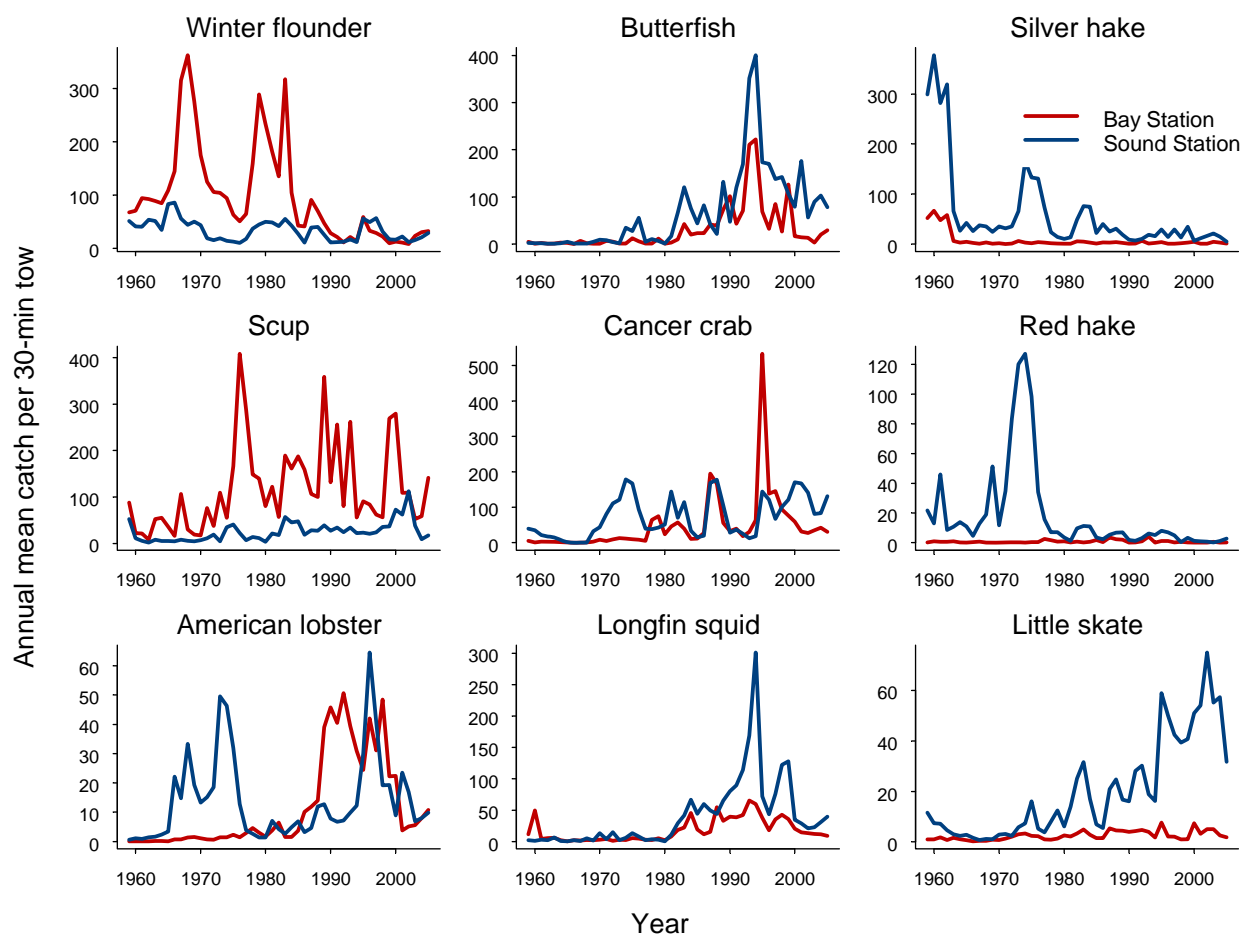 Winter flounder
Butterfish
Silver hake
300
200
100
0
400
300
200
100
0
300
200
100
0
Bay Station
Sound Station
1960 1970 1980 1990 2000
1960 1970 1980 1990 2000
1960 1970 1980 1990 2000
Scup
Cancer crab
Red hake
400
300
200
100
0
500
400
300
200
100
0
120
100
80
60
40
20
0
1960 1970 1980 1990 2000
1960 1970 1980 1990 2000
1960 1970 1980 1990 2000
American lobster
Longfin squid
Little skate
60
50
40
30
20
10
0
300
250
200
150
100
50
0
60
40
20
0
1960 1970 1980 1990 2000
1960 1970 1980 1990 2000
1960 1970 1980 1990 2000
Annual mean catch per 30-min tow
Year